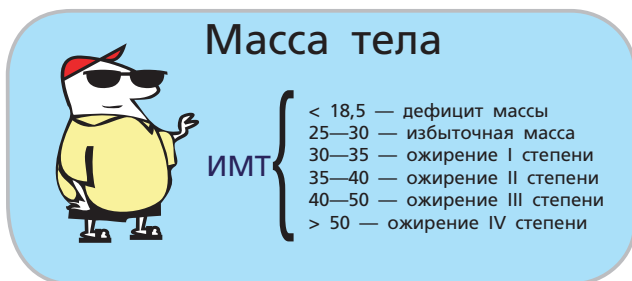 Масса тела
ИМТ
< 18,5 — дефицит массы
25—30 — избыточная масса
30—35 — ожирение I степени
35—40 — ожирение II степени
40—50 — ожирение III степени
> 50 — ожирение IV степени